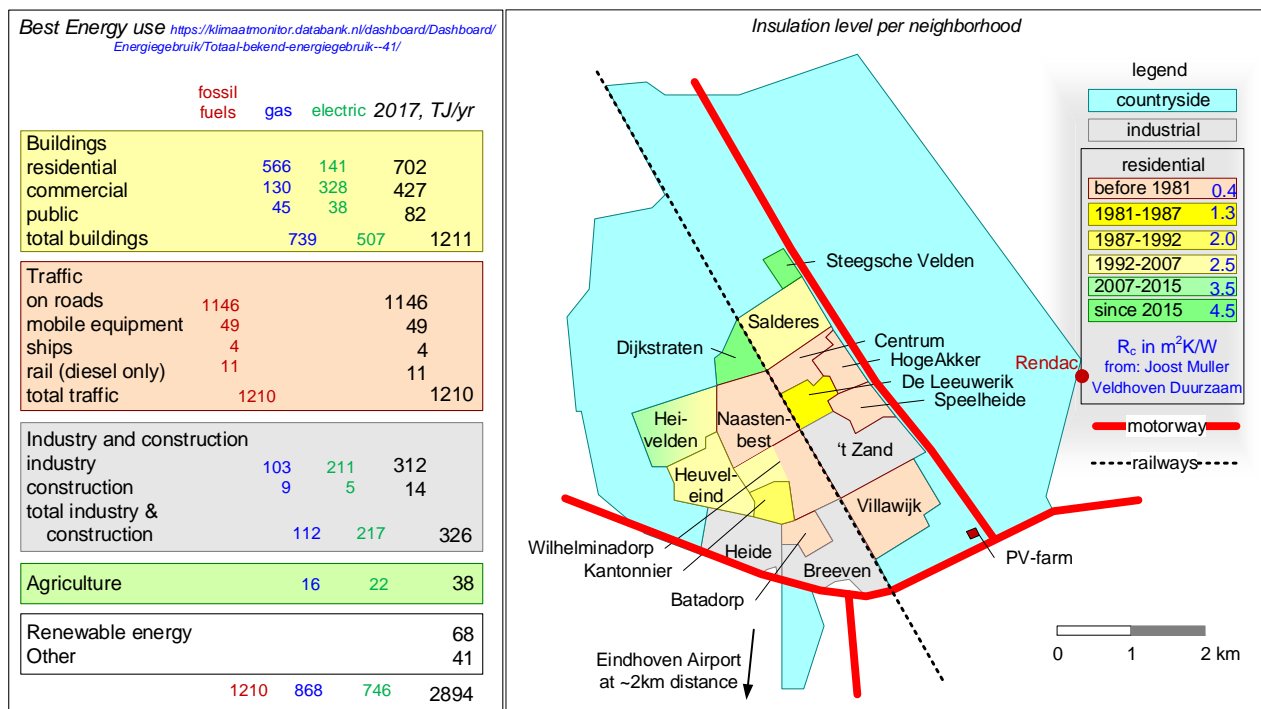 Best Energy use https://klimaatmonitor.databank.nl/dashboard/Dashboard/
Energiegebruik/Totaal-bekend-energiegebruik--41/
fossil
fuels gas electric 2017, TJ/yr
Buildings
residential 566 141 702
commercial 130 328 427
public 45 38 82
total buildings 739 507 1211
Traffic
on roads 1146 1146
mobile equipment 49 49
ships 4 4
rail (diesel only) 11 11
total traffic 1210 1210
Industry and construction
industry 103 211 312
construction 9 5 14
total industry &
construction 112 217 326
Agriculture 16 22 38
Renewable energy 68
Other 41
1210 868 746 2894
Insulation level per neighborhood
Steegsche Velden
Salderes
Dijkstraten
Centrum
HogeAkker
De Leeuwerik
Speelheide
Rendac
Hei-
velden
Naasten-
best
't Zand
Heuvel-
eind
Villawijk
Wilhelminadorp
Kantonnier
Heide
Breeven
Batadorp
PV-farm
Eindhoven Airport
at ~2km distance
0 1 2 km
legend
countryside
industrial
residential
before 1981 0.4
1981-1987 1.3
1987-1992 2.0
1992-2007 2.5
2007-2015 3.5
since 2015 4.5
Rc in m²K/W
from: Joost Muller
Veldhoven Duurzaam
motorway
railways